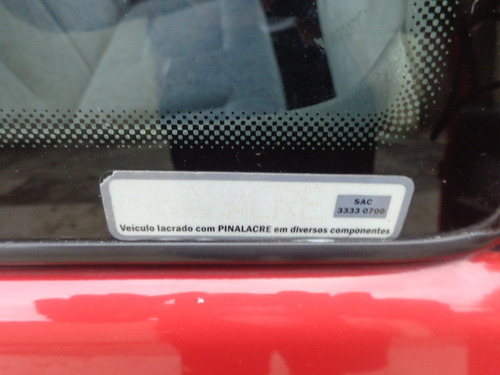 SAC
3333 0700
Veículo lacrado com PINALACRE em diversos componentes